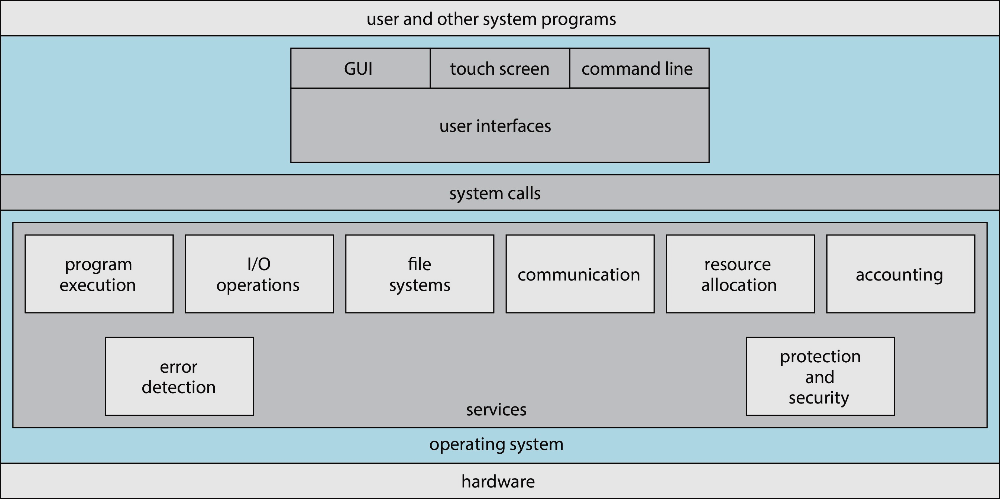 user and other system programs
GUI
touch screen
command line
user interfaces
system calls
program
execution
I/O
operations
file
systems
communication
resource
allocation
accounting
error
detection
protection
and
security
services
operating system
hardware